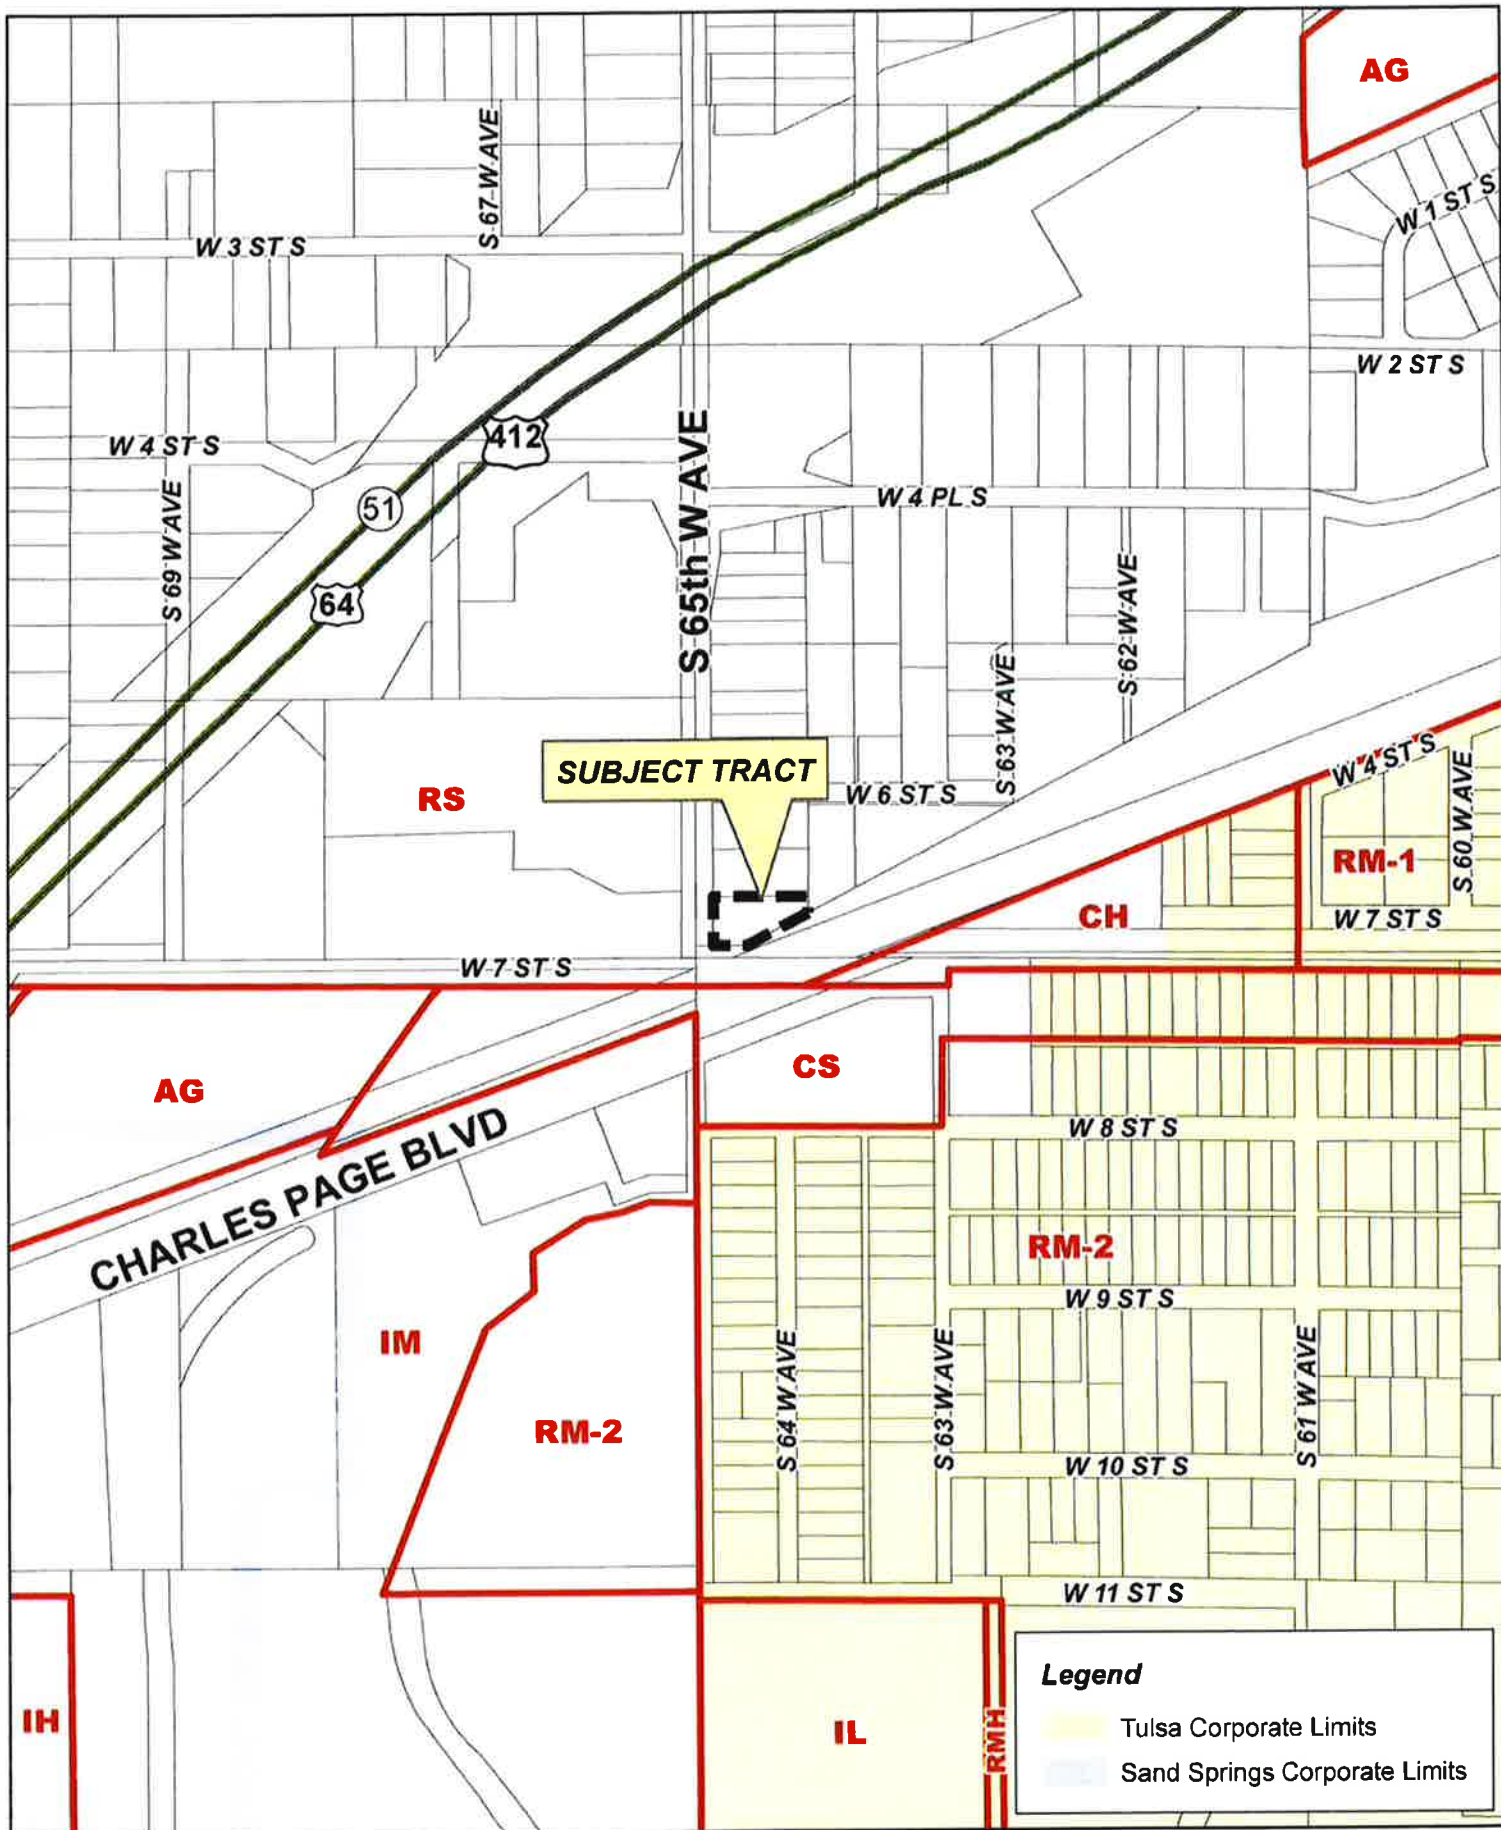 AG
S 67 W AVE
W 1 ST S
W 3 ST S
W 2 ST S
412
W 4 ST S
51
W 4 PL S
S 69 W AVE
S 65th W AVE
64
S 62 W AVE
S 63 W AVE
W 4 ST S
SUBJECT TRACT
S 60 W AVE
RS
W 6 ST S
RM-1
CH
W 7 ST S
W 7 ST S
CS
AG
W 8 ST S
CHARLES PAGE BLVD
RM-2
W 9 ST S
IM
S 64 W AVE
S 63 W AVE
S 61 W AVE
RM-2
W 10 ST S
W 11 ST S
IH
IL
RMH
Legend
Tulsa Corporate Limits
Sand Springs Corporate Limits